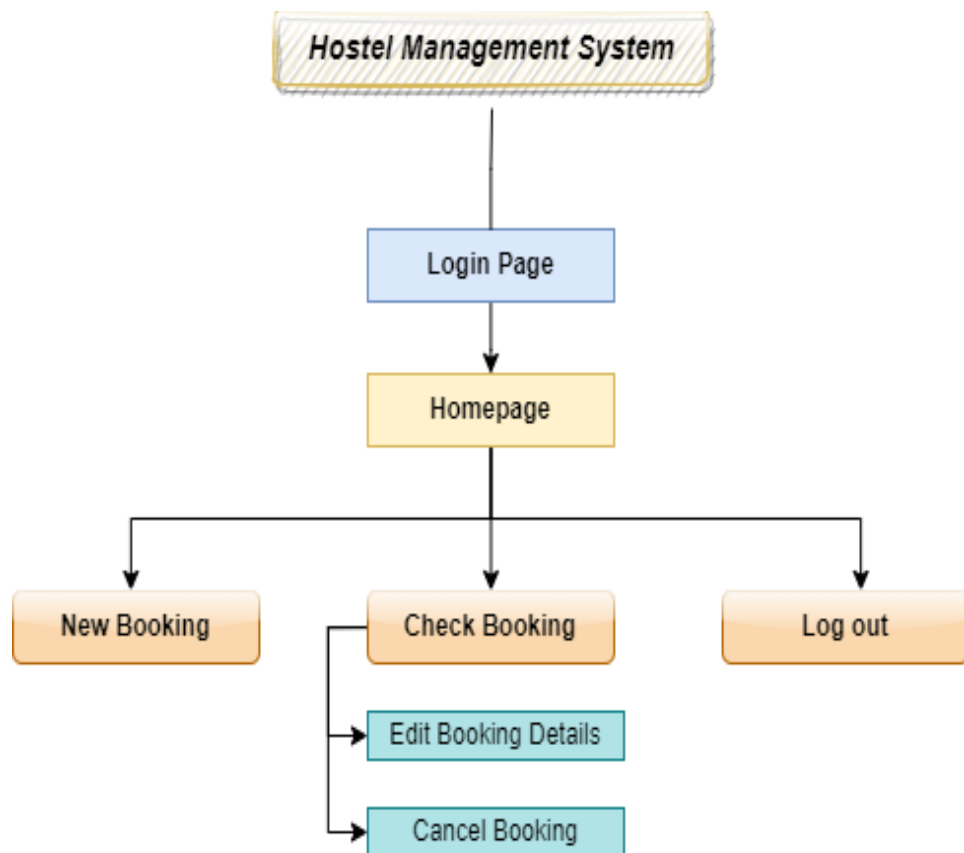 Hostel Management System
Login Page
Homepage
New Booking
Check Booking
Log out
Edit Booking Details
Cancel Booking